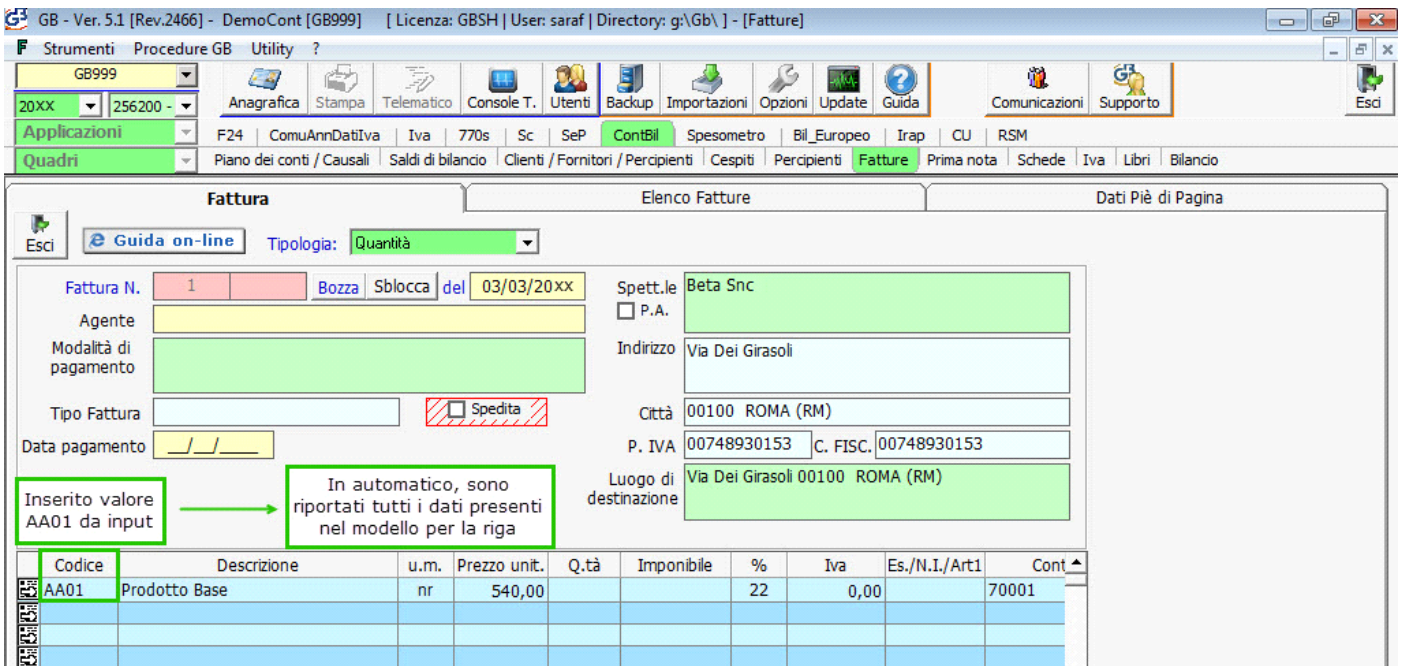 GB - Ver. 5.1 [Rev.2466] - DemoCont [GB999] [ Licenza: GBSH | User: saraf | Directory: g:\Gb\ ] - [Fatture]
Strumenti Procedure GB Utility ?
GB999
20XX 256200 -
Anagrafica Stampa Telematico Console T. Utenti Backup Importazioni Opzioni Update Guida Comunicazioni Supporto Esci
Applicazioni F24 ComuAnnDatiIva Iva 770s Sc SeP ContBil Spesometro Bil_Europeo Irap CU RSM
Quadri Piano dei conti / Causali Saldi di bilancio Clienti / Fornitori / Percipienti Cespiti Percipienti Fatture Prima nota Schede Iva Libri Bilancio
Fattura Elenco Fatture Dati Piè di Pagina
Esci Guida on-line Tipologia: Quantità
Fattura N. 1 Bozza Sblocca del 03/03/20xx Spett.le Beta Snc
P.A.
Agente
Modalità di pagamento Indirizzo Via Dei Girasoli
Tipo Fattura Spedita Città 00100 ROMA (RM)
Data pagamento __/__/____ P. IVA 00748930153 C. FISC. 00748930153
Luogo di destinazione Via Dei Girasoli 00100 ROMA (RM)
Inserito valore
AA01 da input
In automatico, sono
riportati tutti i dati presenti
nel modello per la riga
Codice Descrizione u.m. Prezzo unit. Q.tà Imponibile % Iva Es./N.I./Art1 Cont
AA01 Prodotto Base nr 540,00 22 0,00 70001